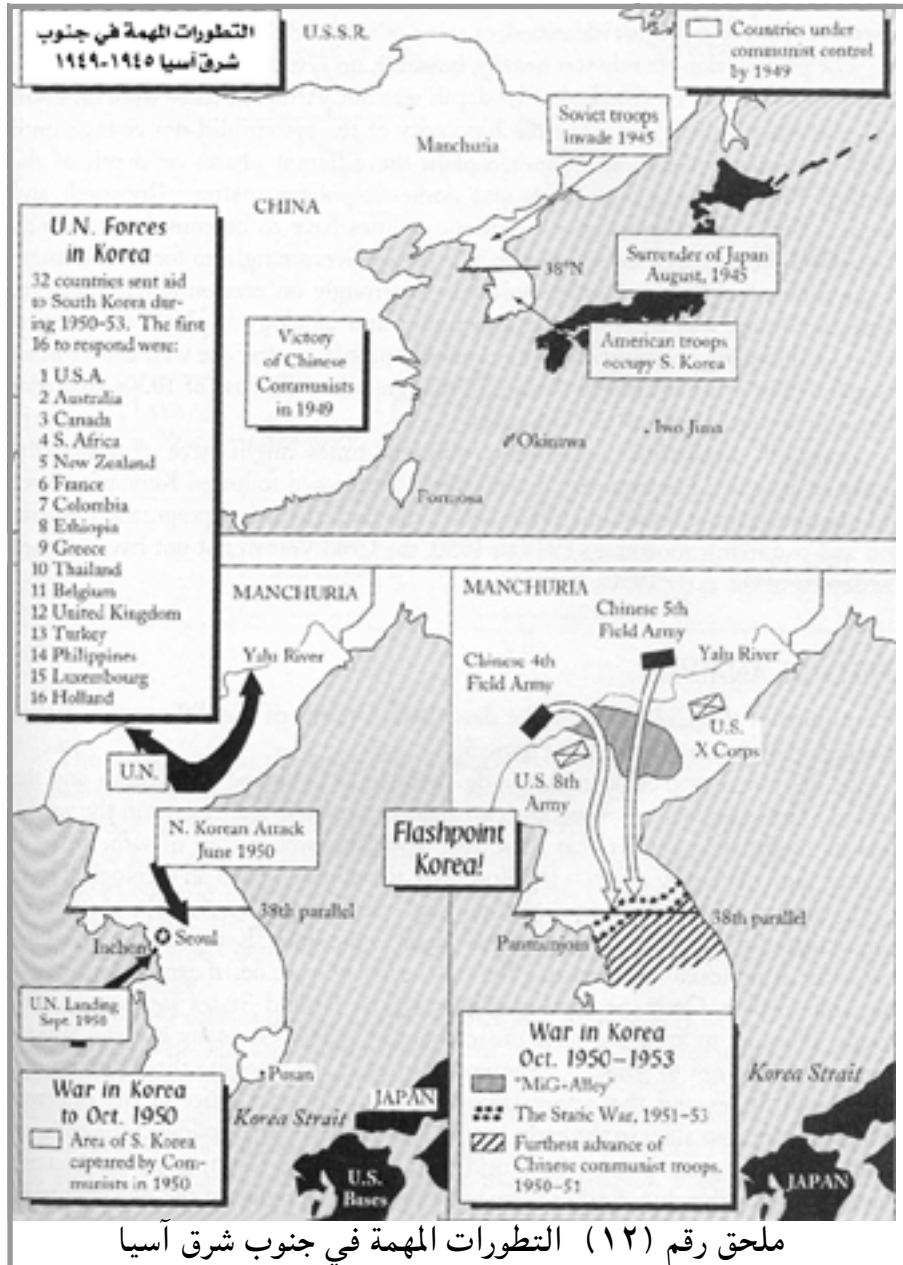 التطورات المهمة في جنوب
شرق آسيا ١٩٤٥-١٩٤٩
U.S.S.R.
Countries under
communist control
by 1949
Soviet troops
invade 1945
Manchuria
CHINA
38°N
Surrender of Japan
August, 1945
American troops
occupy S. Korea
Victory
of Chinese
Communists
in 1949
Okinawa
Iwo Jima
Formosa
U.N. Forces
in Korea
32 countries sent aid
to South Korea dur-
ing 1950-53. The first
16 to respond were:
1 U.S.A.
2 Australia
3 Canada
4 S. Africa
5 New Zealand
6 France
7 Colombia
8 Ethiopia
9 Greece
10 Thailand
11 Belgium
12 United Kingdom
13 Turkey
14 Philippines
15 Luxembourg
16 Holland
MANCHURIA
Yalu River
U.N.
N. Korean Attack
June 1950
38th parallel
Inchon
Seoul
U.N. Landing
Sept. 1950
Pusan
JAPAN
Korea Strait
U.S.
Bases
War in Korea
to Oct. 1950
Area of S. Korea
captured by Com-
munists in 1950
MANCHURIA
Chinese 5th
Field Army
Chinese 4th
Field Army
Yalu River
U.S.
X Corps
U.S. 8th
Army
Flashpoint
Korea!
38th parallel
Panmunjom
War in Korea
Oct. 1950-1953
"MiG-Alley"
The Static War, 1951-53
Furthest advance of
Chinese communist troops.
1950-51
Korea Strait
JAPAN
ملحق رقم (١٢) التطورات المهمة في جنوب شرق آسيا